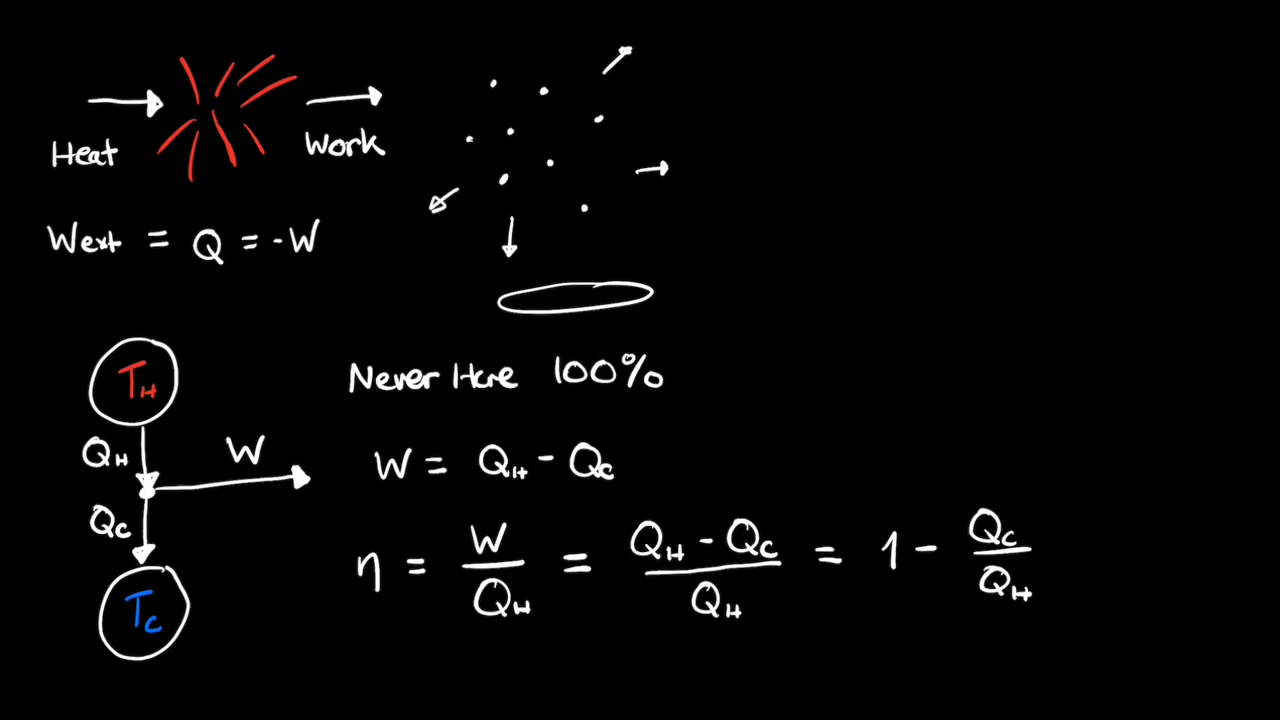 Heat
Work
Wext = Q = -W
TH
Never Here 100%
QH
W
W = QH - QC
QC
η = W/QH = (QH - QC)/QH = 1 - QC/QH
TC